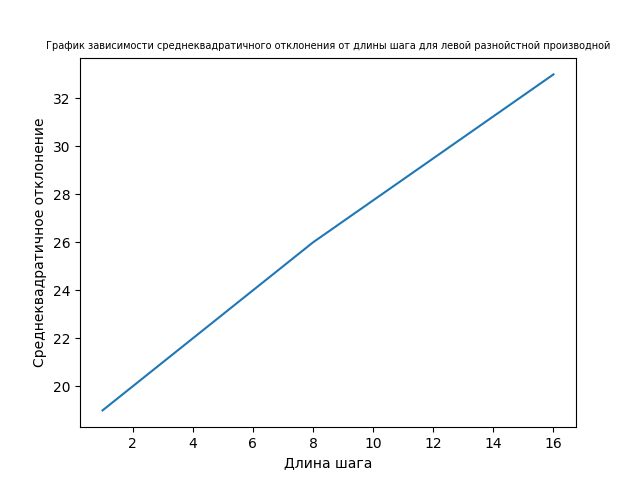 График зависимости среднеквадратичного отклонения от длины шага для левой разнойстной производной
Среднеквадратичное отклонение
32
30
28
26
24
22
20
2 4 6 8 10 12 14 16
Длина шага